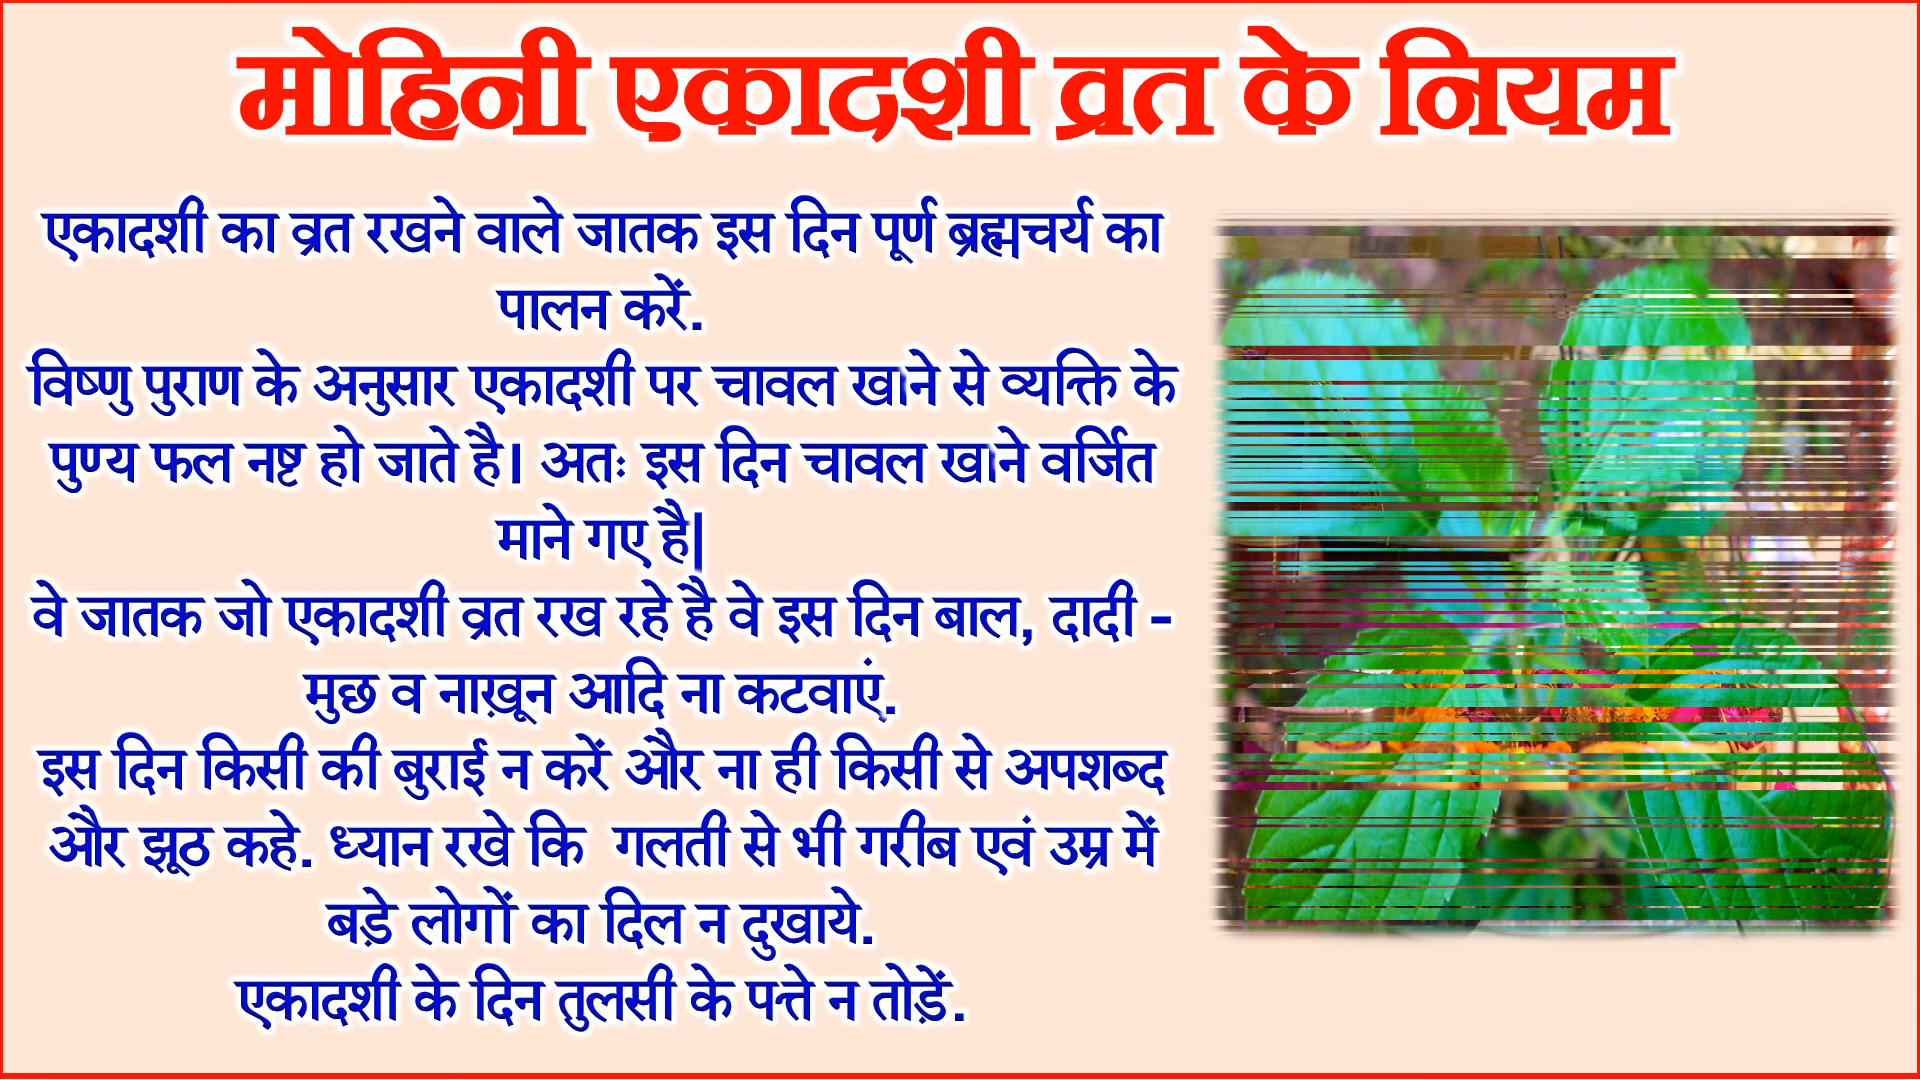 मोहिनी एकादशी व्रत के नियम
एकादशी का व्रत रखने वाले जातक इस दिन पूर्ण ब्रह्मचर्य का
पालन करें.
विष्णु पुराण के अनुसार एकादशी पर चावल खाने से व्यक्ति के
पुण्य फल नष्ट हो जाते है। अतः इस दिन चावल खाने वर्जित
माने गए है|
वे जातक जो एकादशी व्रत रख रहे है वे इस दिन बाल, दादी -
मुछ व नाख़ून आदि ना कटवाएं.
इस दिन किसी की बुराई न करें और ना ही किसी से अपशब्द
और झूठ कहे. ध्यान रखे कि  गलती से भी गरीब एवं उम्र में
बड़े लोगों का दिल न दुखाये.
एकादशी के दिन तुलसी के पत्ते न तोड़ें.